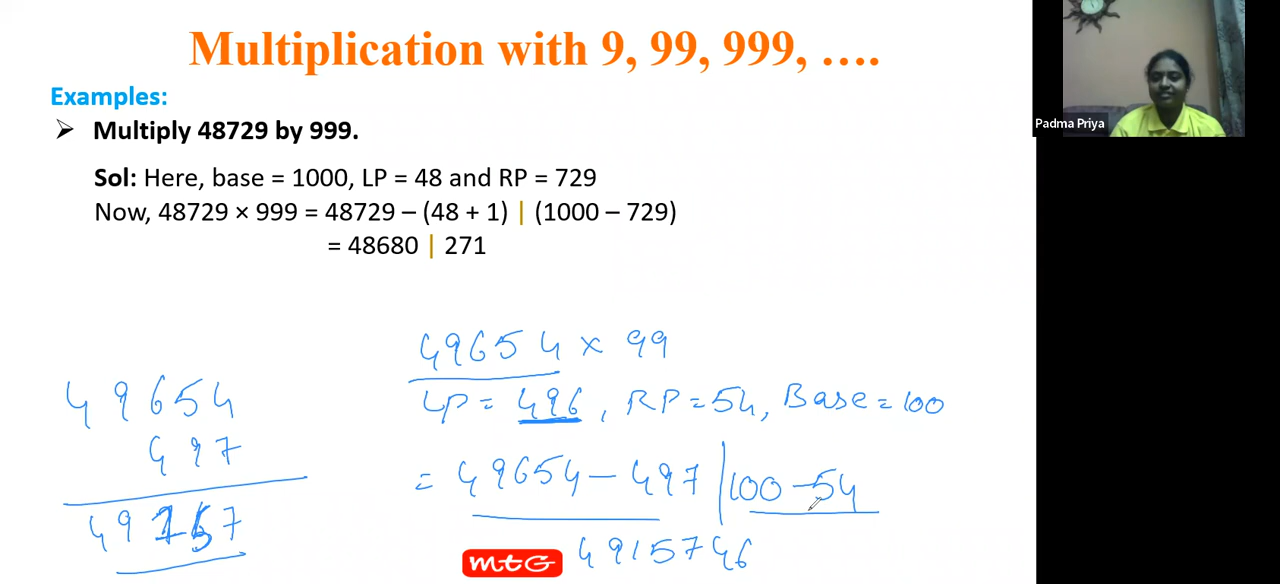 Multiplication with 9, 99, 999, ….
Examples:
➢ Multiply 48729 by 999.
Sol: Here, base = 1000, LP = 48 and RP = 729
Now, 48729 × 999 = 48729 – (48 + 1) | (1000 – 729)
= 48680 | 271
49654 × 99
LP = 496, RP = 54, Base = 100
= 49654 – 497 | 100 – 54
4915746
49654
497
49157
mtG
Padma Priya